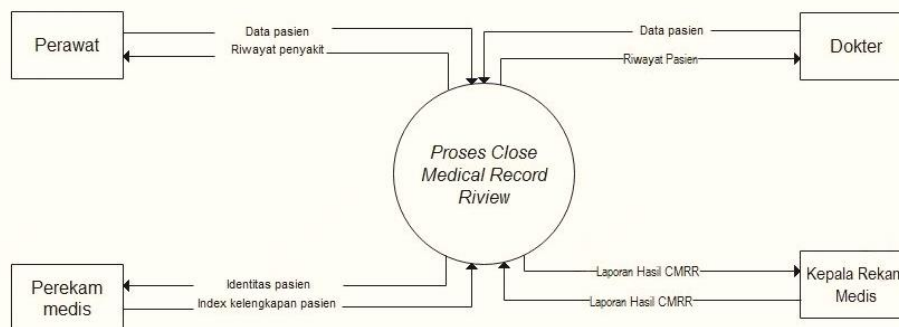 Perawat
Data pasien
Riwayat penyakit
Data pasien
Riwayat Pasien
Dokter
Proses Close
Medical Record
Riview
Perekam
medis
Identitas pasien
Index kelengkapan pasien
Laporan Hasil CMRR
Laporan Hasil CMRR
Kepala Rekam
Medis